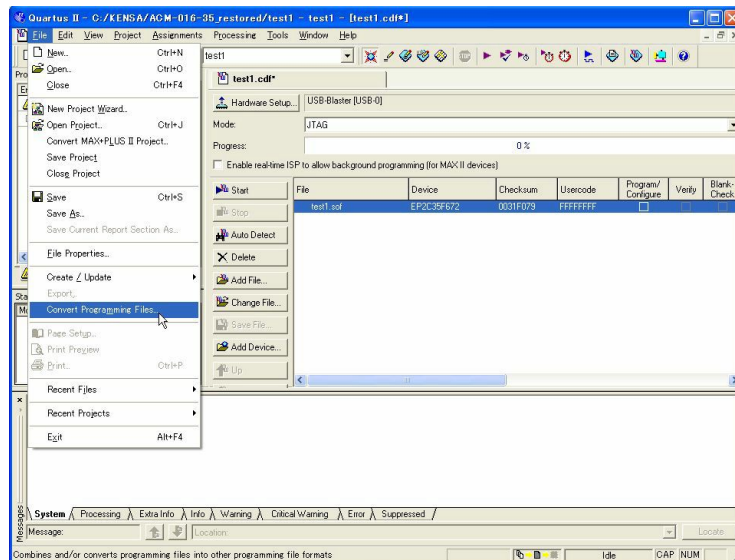 Quartus II - C:/KENSA/ACM-016-35_restored/test1 - test1 - [test1.cdf*]
File Edit View Project Assignments Processing Tools Window Help
New... Ctrl+N
Open... Ctrl+O
Close Ctrl+F4
New Project Wizard...
Open Project... Ctrl+J
Convert MAX+PLUS II Project...
Save Project
Close Project
Save Ctrl+S
Save As...
Save Current Report Section As...
File Properties...
Create / Update
Export...
Convert Programming Files...
Page Setup...
Print Preview
Print... Ctrl+P
Recent Files
Recent Projects
Exit Alt+F4
test1
test1.cdf*
Hardware Setup... USB-Blaster [USB-0]
Mode: JTAG
Progress: 0 %
Enable real-time ISP to allow background programming (for MAX II devices)
Start
Stop
Auto Detect
Delete
Add File...
Change File...
Save File...
Add Device...
Up
File Device Checksum Usercode Program/Configure Verify Blank-Check
test1.sof EP2C35F672 0031F079 FFFFFFFF
System Processing Extra Info Info Warning Critical Warning Error Suppressed
Messages
Message: Location: Locate
Combines and/or converts programming files into other programming file formats Idle CAP NUM